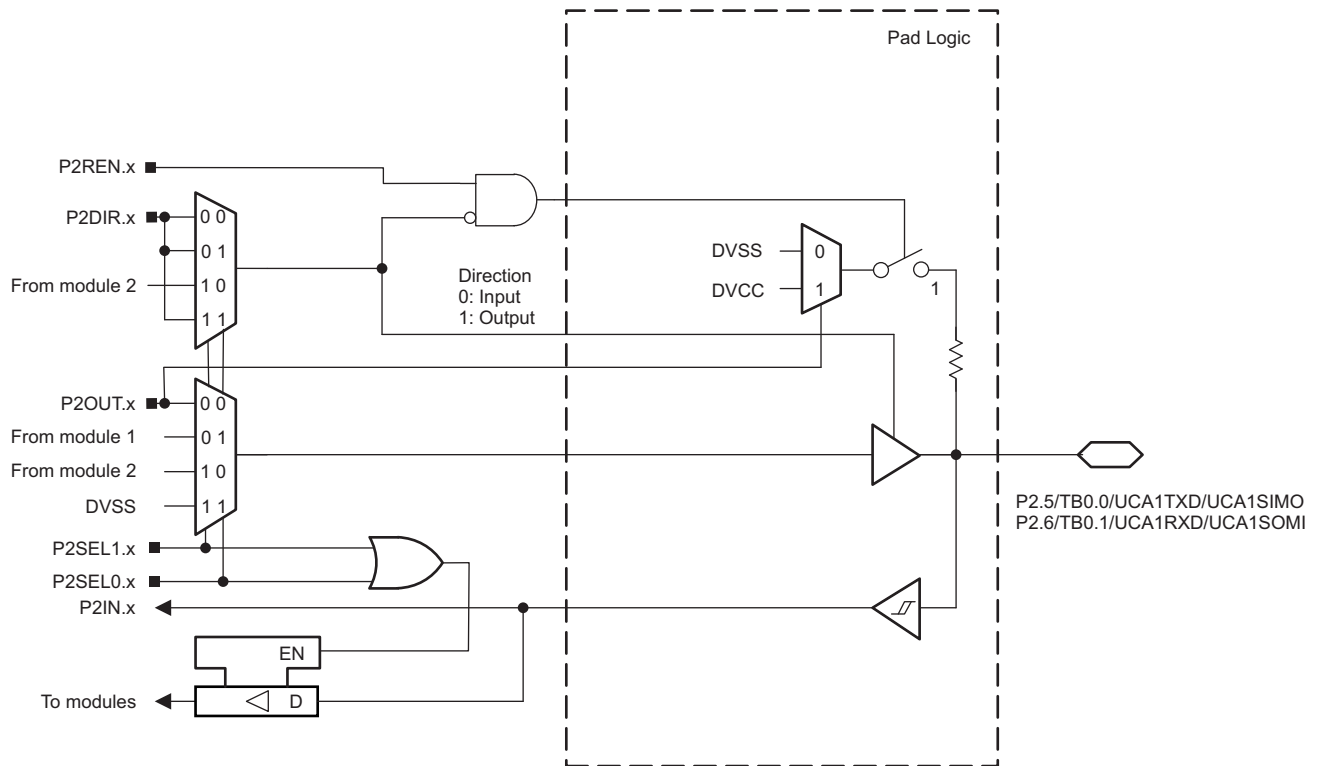 Pad Logic
P2REN.x
P2DIR.x
0 0
0 1
From module 2
1 0
1 1
Direction
0: Input
1: Output
DVSS
0
DVCC
1
1
P2OUT.x
0 0
From module 1
0 1
From module 2
1 0
DVSS
1 1
P2.5/TB0.0/UCA1TXD/UCA1SIMO
P2.6/TB0.1/UCA1RXD/UCA1SOMI
P2SEL1.x
P2SEL0.x
P2IN.x
EN
To modules
D